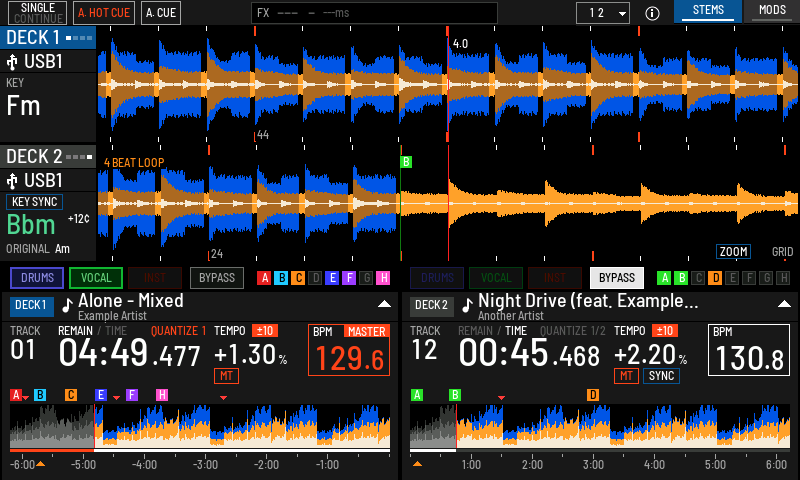 SINGLE
CONTINUE
A. HOT CUE
A. CUE
FX --- - ---ms
1 2
STEMS
MODS
DECK 1
USB1
KEY
Fm
4.0
44
DECK 2
4 BEAT LOOP
B
USB1
KEY SYNC
Bbm +12¢
ORIGINAL Am
24
ZOOM
GRID
DRUMS VOCAL INST BYPASS A B C D E F G H
DRUMS VOCAL INST BYPASS A B C D E F G H
DECK 1
Alone - Mixed
Example Artist
TRACK
01
REMAIN / TIME QUANTIZE 1
04:49.477
TEMPO ±10
+1.30%
MT
BPM MASTER
129.6
A B C E F H
-6:00 -5:00 -4:00 -3:00 -2:00 -1:00
DECK 2
Night Drive (feat. Example...
Another Artist
TRACK
12
REMAIN / TIME QUANTIZE 1/2
00:45.468
TEMPO ±10
+2.20%
MT SYNC
BPM
130.8
A B D
1:00 2:00 3:00 4:00 5:00 6:00